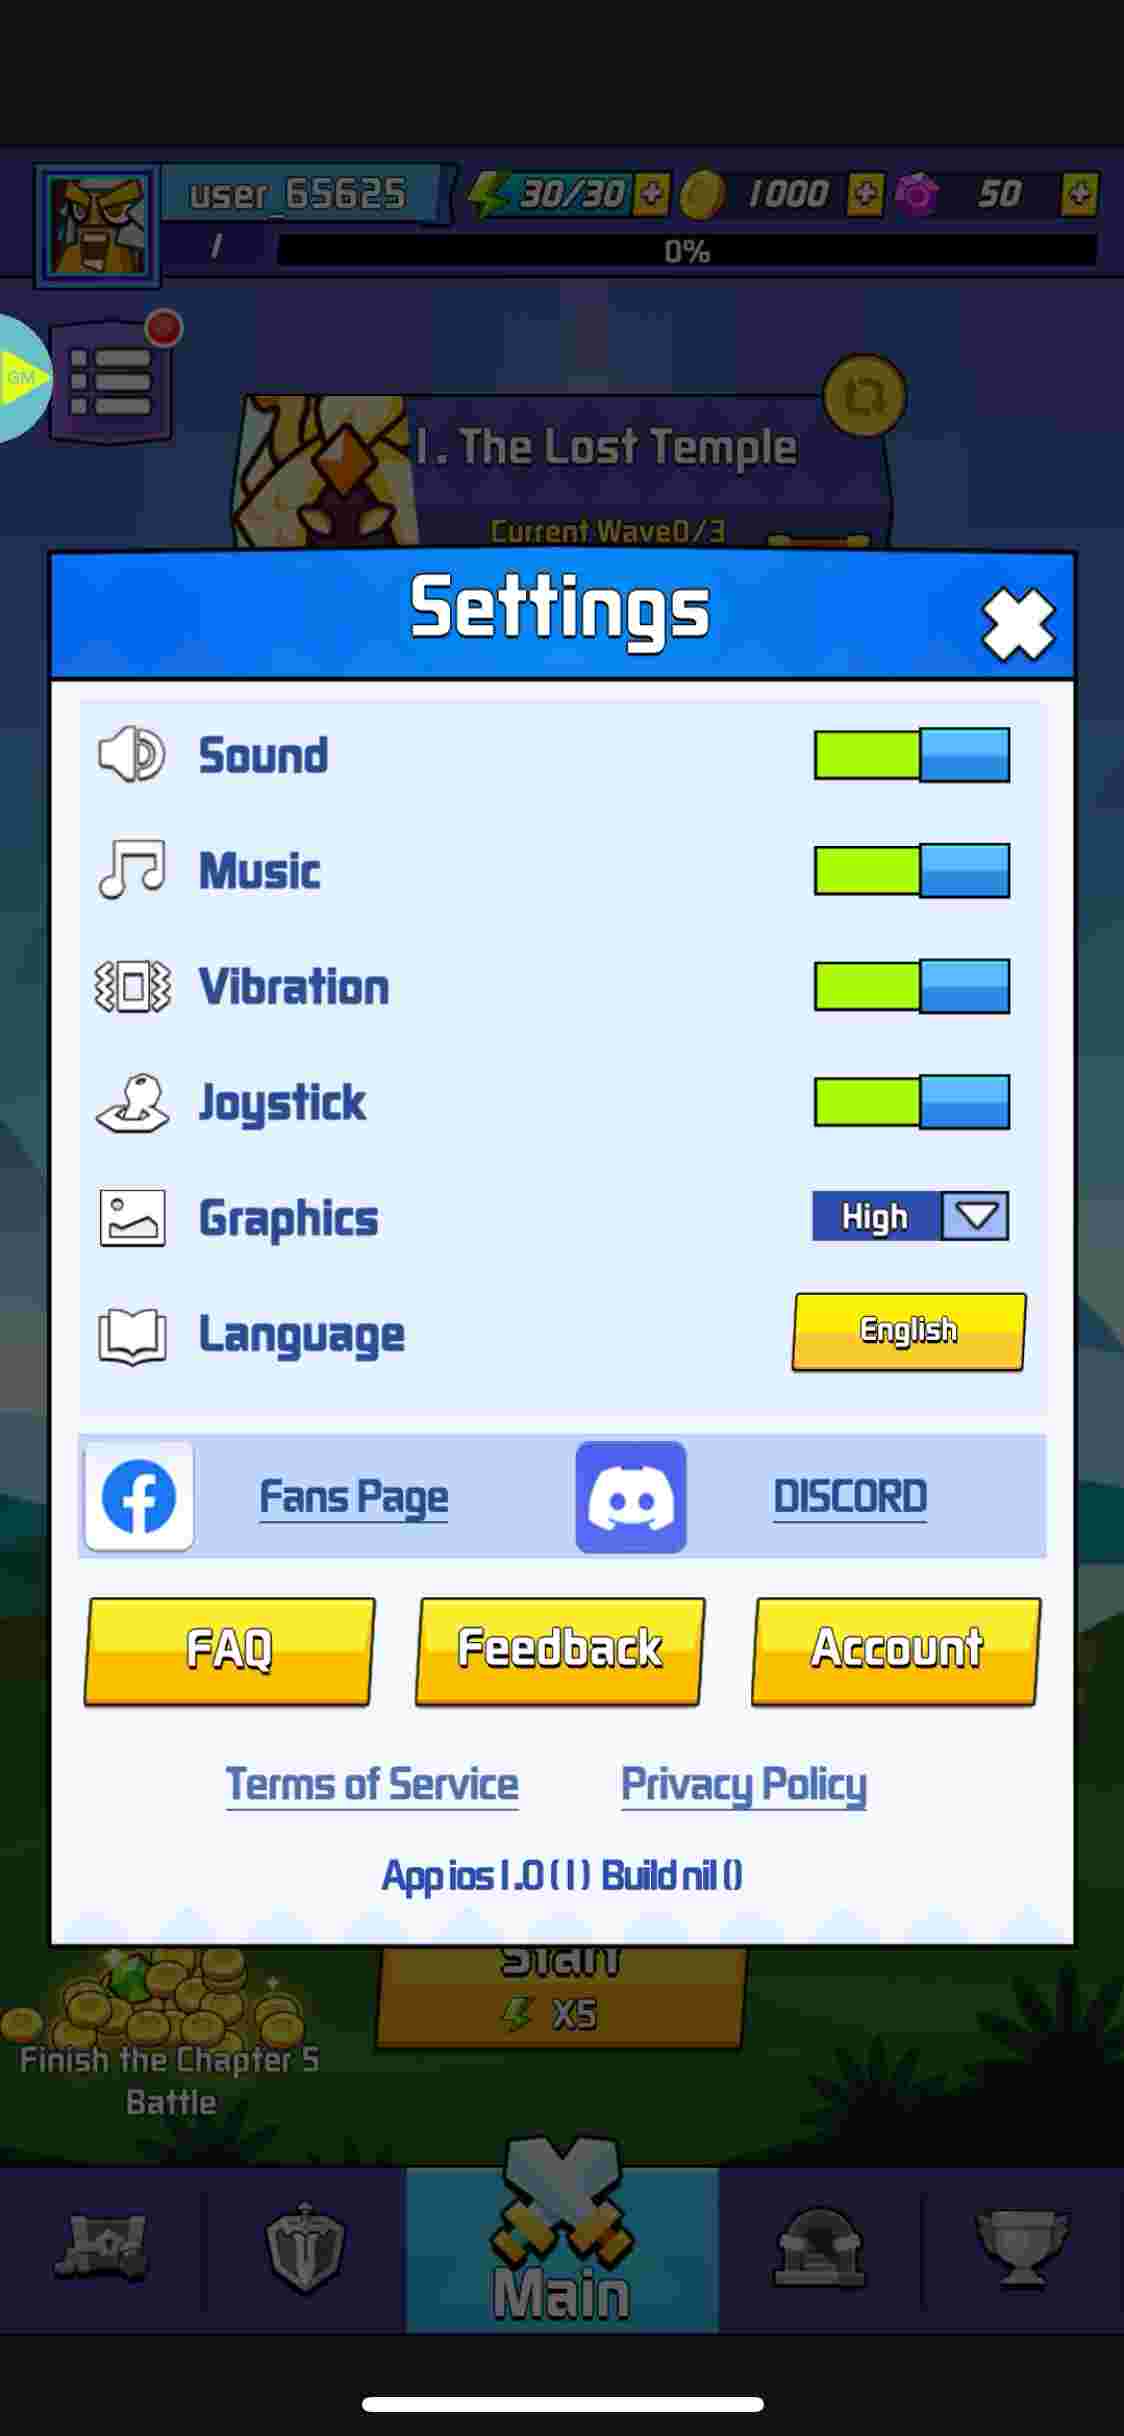 user_65625
30/30
1000
50
1
0%
GM
1. The Lost Temple
Current Wave0/3
Settings
Sound
Music
Vibration
Joystick
Graphics
High
Language
English
Fans Page
DISCORD
FAQ
Feedback
Account
Terms of Service
Privacy Policy
App ios 1.0 (1) Build nil ()
Start
X5
Finish the Chapter 5
Battle
Main